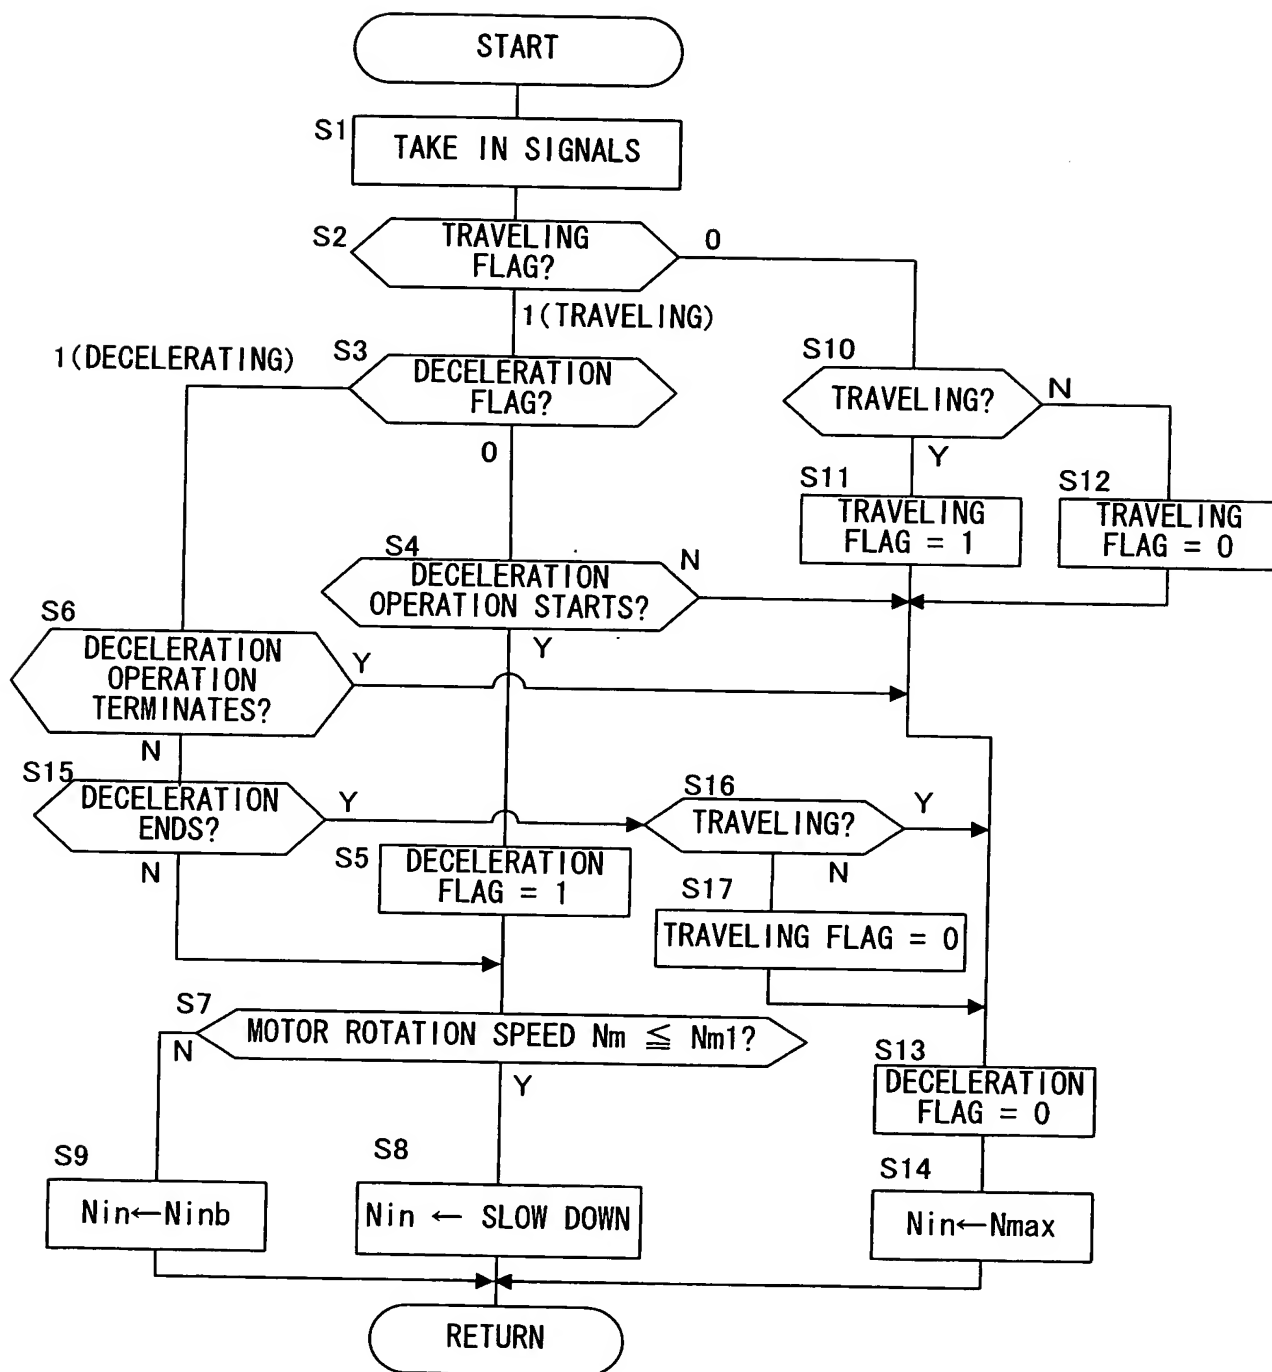 START
S1
TAKE IN SIGNALS
S2
TRAVELING
FLAG?
0
1(TRAVELING)
1(DECELERATING)
S3
DECELERATION
FLAG?
0
S10
TRAVELING?
N
Y
S11
TRAVELING
FLAG = 1
S12
TRAVELING
FLAG = 0
S4
DECELERATION
OPERATION STARTS?
N
Y
S6
DECELERATION
OPERATION
TERMINATES?
Y
N
S15
DECELERATION
ENDS?
Y
N
S16
TRAVELING?
Y
N
S5
DECELERATION
FLAG = 1
S17
TRAVELING FLAG = 0
S7
MOTOR ROTATION SPEED Nm ≦ Nm1?
N
Y
S13
DECELERATION
FLAG = 0
S9
Nin←Ninb
S8
Nin ← SLOW DOWN
S14
Nin←Nmax
RETURN